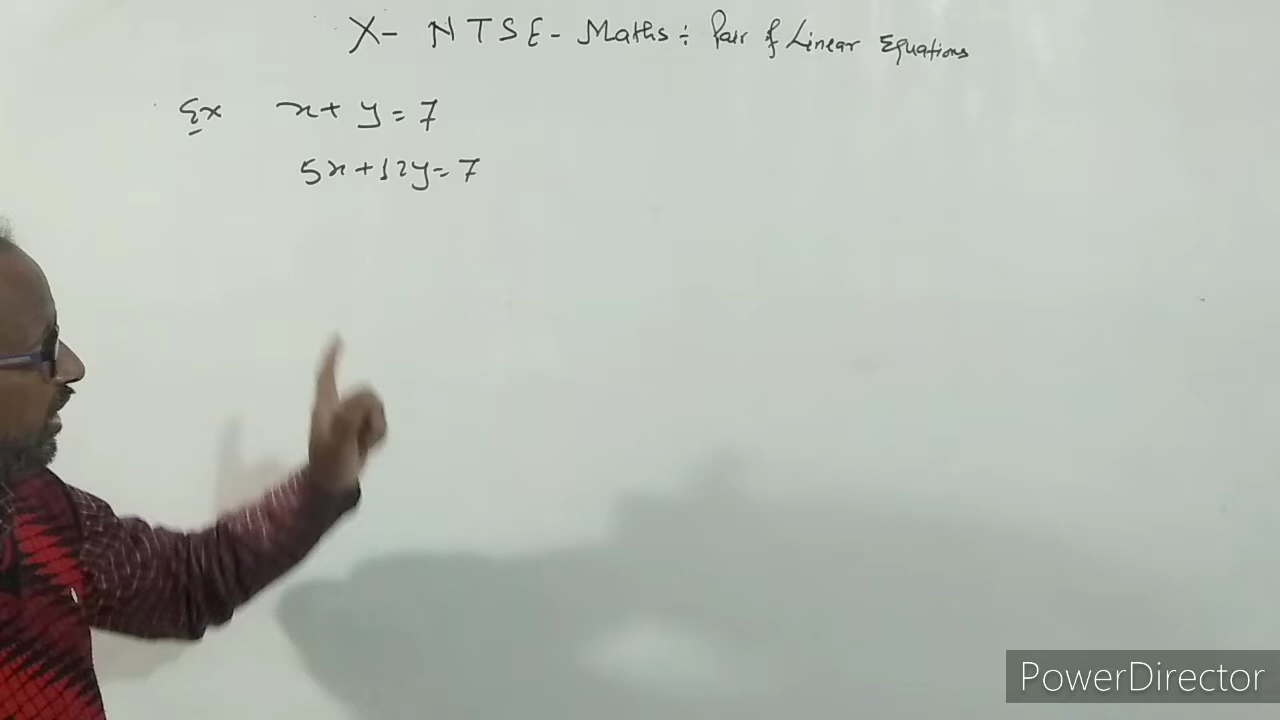 X- NTSE- Maths÷ Pair of Linear Equations
Ex x+ y = 7
5x+12y=7
PowerDirector